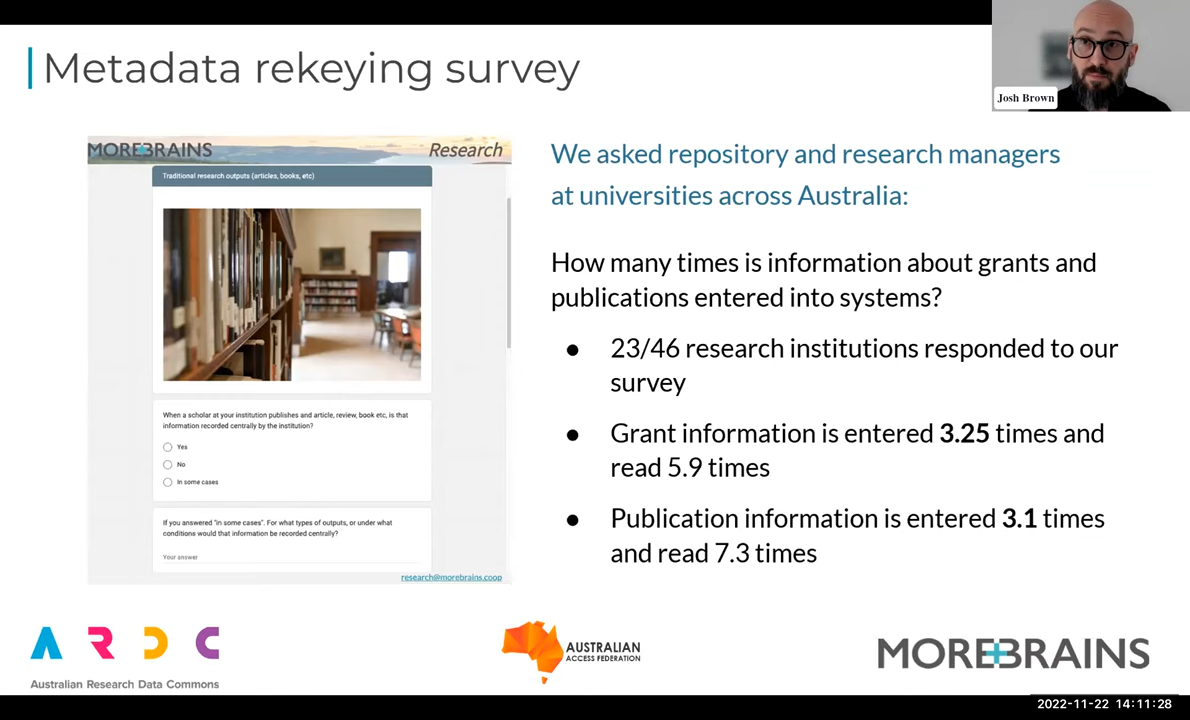 Metadata rekeying survey
Josh Brown
MOREBRAINS
Research
Traditional research outputs (articles, books, etc)
When a scholar at your institution publishes and article, review, book etc, is that
information recorded centrally by the institution?
Yes
No
In some cases
If you answered "in some cases". For what types of outputs, or under what
conditions would that information be recorded centrally?
Your answer
research@morebrains.coop
We asked repository and research managers
at universities across Australia:
How many times is information about grants and
publications entered into systems?
● 23/46 research institutions responded to our
survey
● Grant information is entered 3.25 times and
read 5.9 times
● Publication information is entered 3.1 times
and read 7.3 times
ARDC
Australian Research Data Commons
AUSTRALIAN
ACCESS FEDERATION
MOREBRAINS
2022-11-22 14:11:28